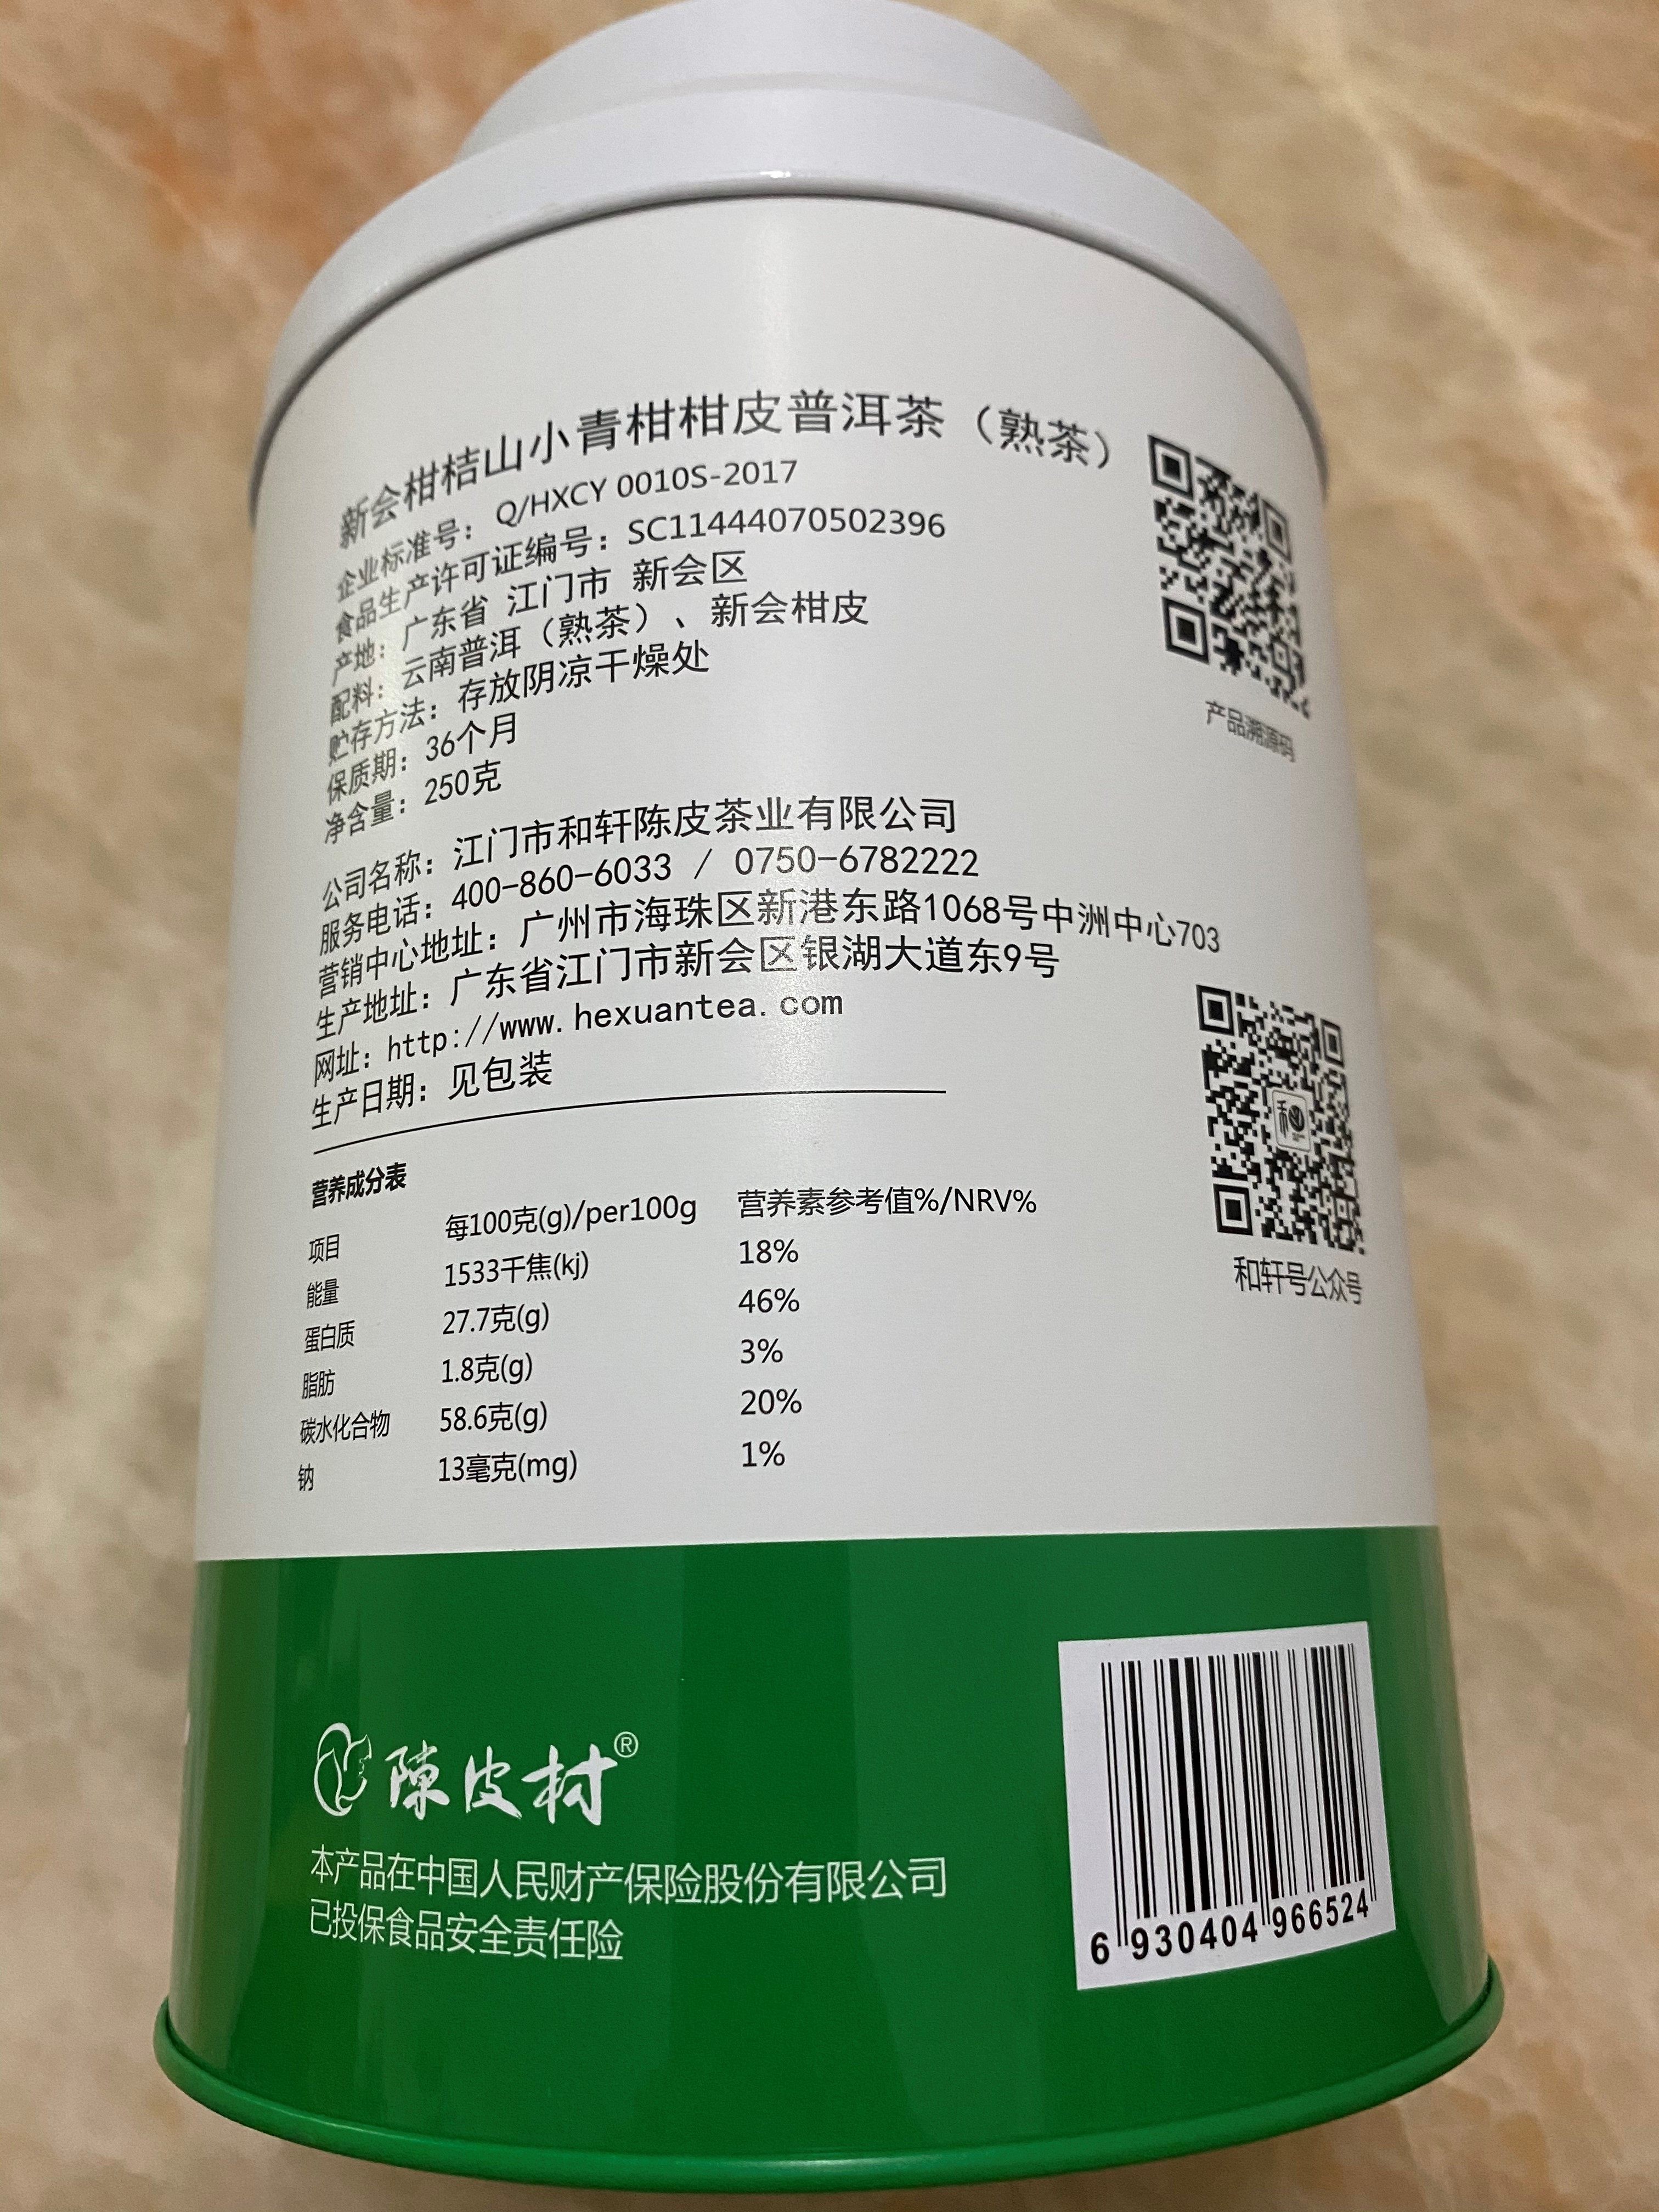 新会柑桔山小青柑柑皮普洱茶（熟茶）
企业标准号：Q/HXCY 0010S-2017
食品生产许可证编号：SC11444070502396
产地：广东省 江门市 新会区
配料：云南普洱（熟茶）、新会柑皮
贮存方法：存放阴凉干燥处
保质期：36个月
净含量：250克
产品溯源码
公司名称：江门市和轩陈皮茶业有限公司
服务电话：400-860-6033 / 0750-6782222
营销中心地址：广州市海珠区新港东路1068号中洲中心703
生产地址：广东省江门市新会区银湖大道东9号
网址：http://www.hexuantea.com
生产日期：见包装
和
和轩号公众号
营养成分表
项目 每100克(g)/per100g 营养素参考值%/NRV%
能量 1533千焦(kj) 18%
蛋白质 27.7克(g) 46%
脂肪 1.8克(g) 3%
碳水化合物 58.6克(g) 20%
钠 13毫克(mg) 1%
陳皮村®
本产品在中国人民财产保险股份有限公司
已投保食品安全责任险
6 930404 966524